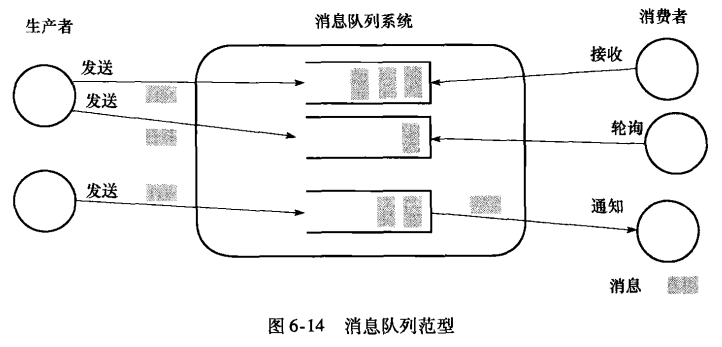 生产者
消息队列系统
消费者
发送
接收
发送
轮询
发送
通知
消息
图6-14 消息队列范型